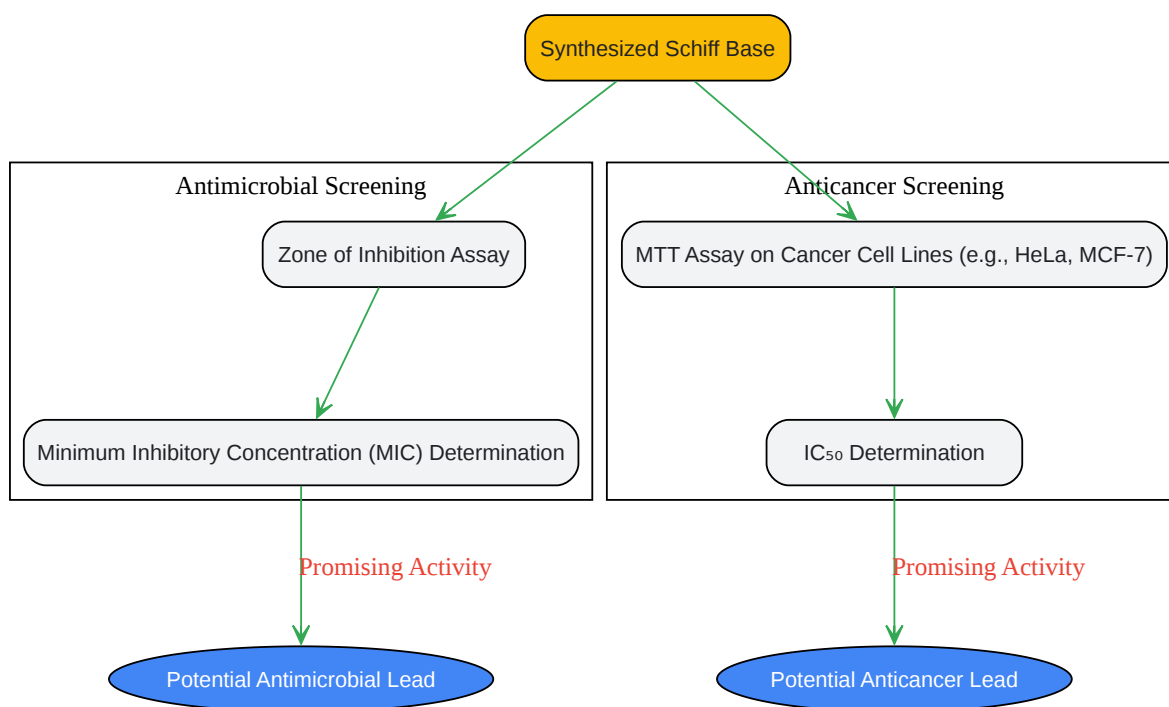 Synthesized Schiff Base
Antimicrobial Screening
Zone of Inhibition Assay
Minimum Inhibitory Concentration (MIC) Determination
Promising Activity
Potential Antimicrobial Lead
Anticancer Screening
MTT Assay on Cancer Cell Lines (e.g., HeLa, MCF-7)
IC₅₀ Determination
Promising Activity
Potential Anticancer Lead